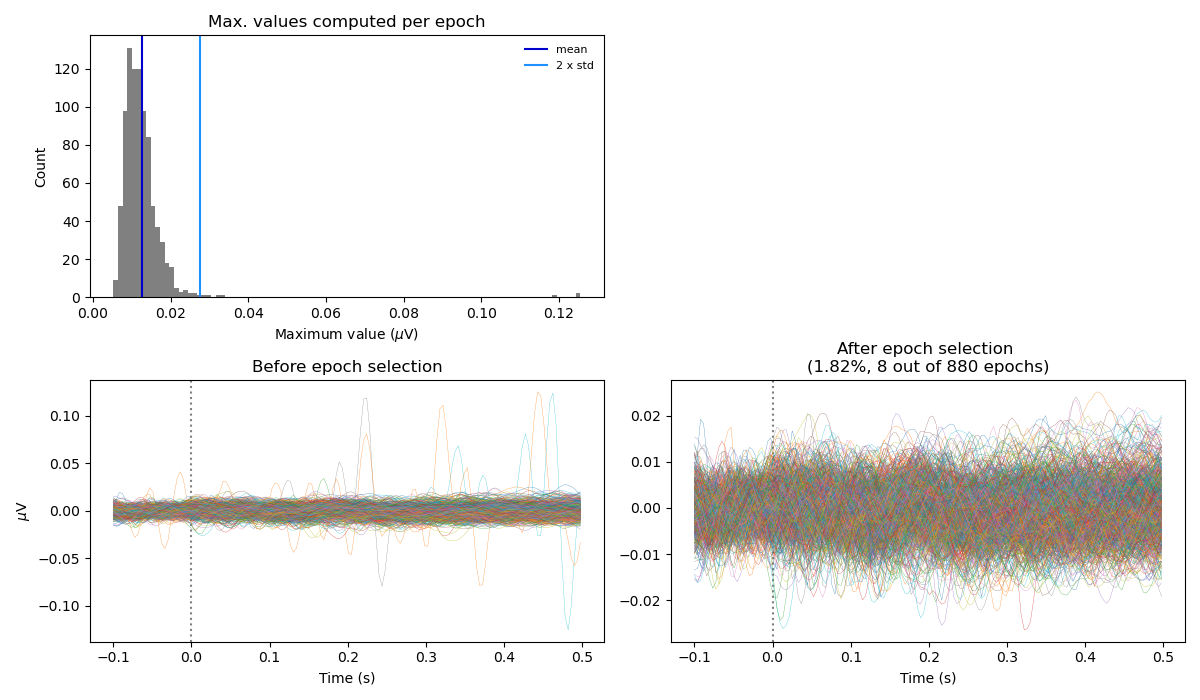 Max. values computed per epoch
mean
2 x std
Count
120
100
80
60
40
20
0
0.00 0.02 0.04 0.06 0.08 0.10 0.12
Maximum value (μV)
Before epoch selection
μV
0.10
0.05
0.00
−0.05
−0.10
−0.1 0.0 0.1 0.2 0.3 0.4 0.5
Time (s)
After epoch selection
(1.82%, 8 out of 880 epochs)
0.02
0.01
0.00
−0.01
−0.02
−0.1 0.0 0.1 0.2 0.3 0.4 0.5
Time (s)